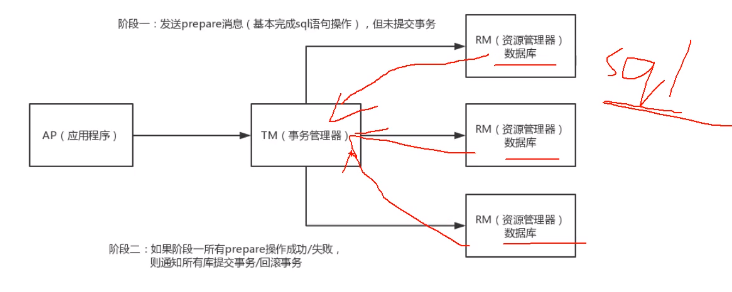 阶段一：发送prepare消息（基本完成sql语句操作），但未提交事务
RM（资源管理器）
数据库
sql
AP（应用程序）
TM（事务管理器）
RM（资源管理器）
数据库
RM（资源管理器）
数据库
阶段二：如果阶段一所有prepare操作成功/失败，
则通知所有库提交事务/回滚事务